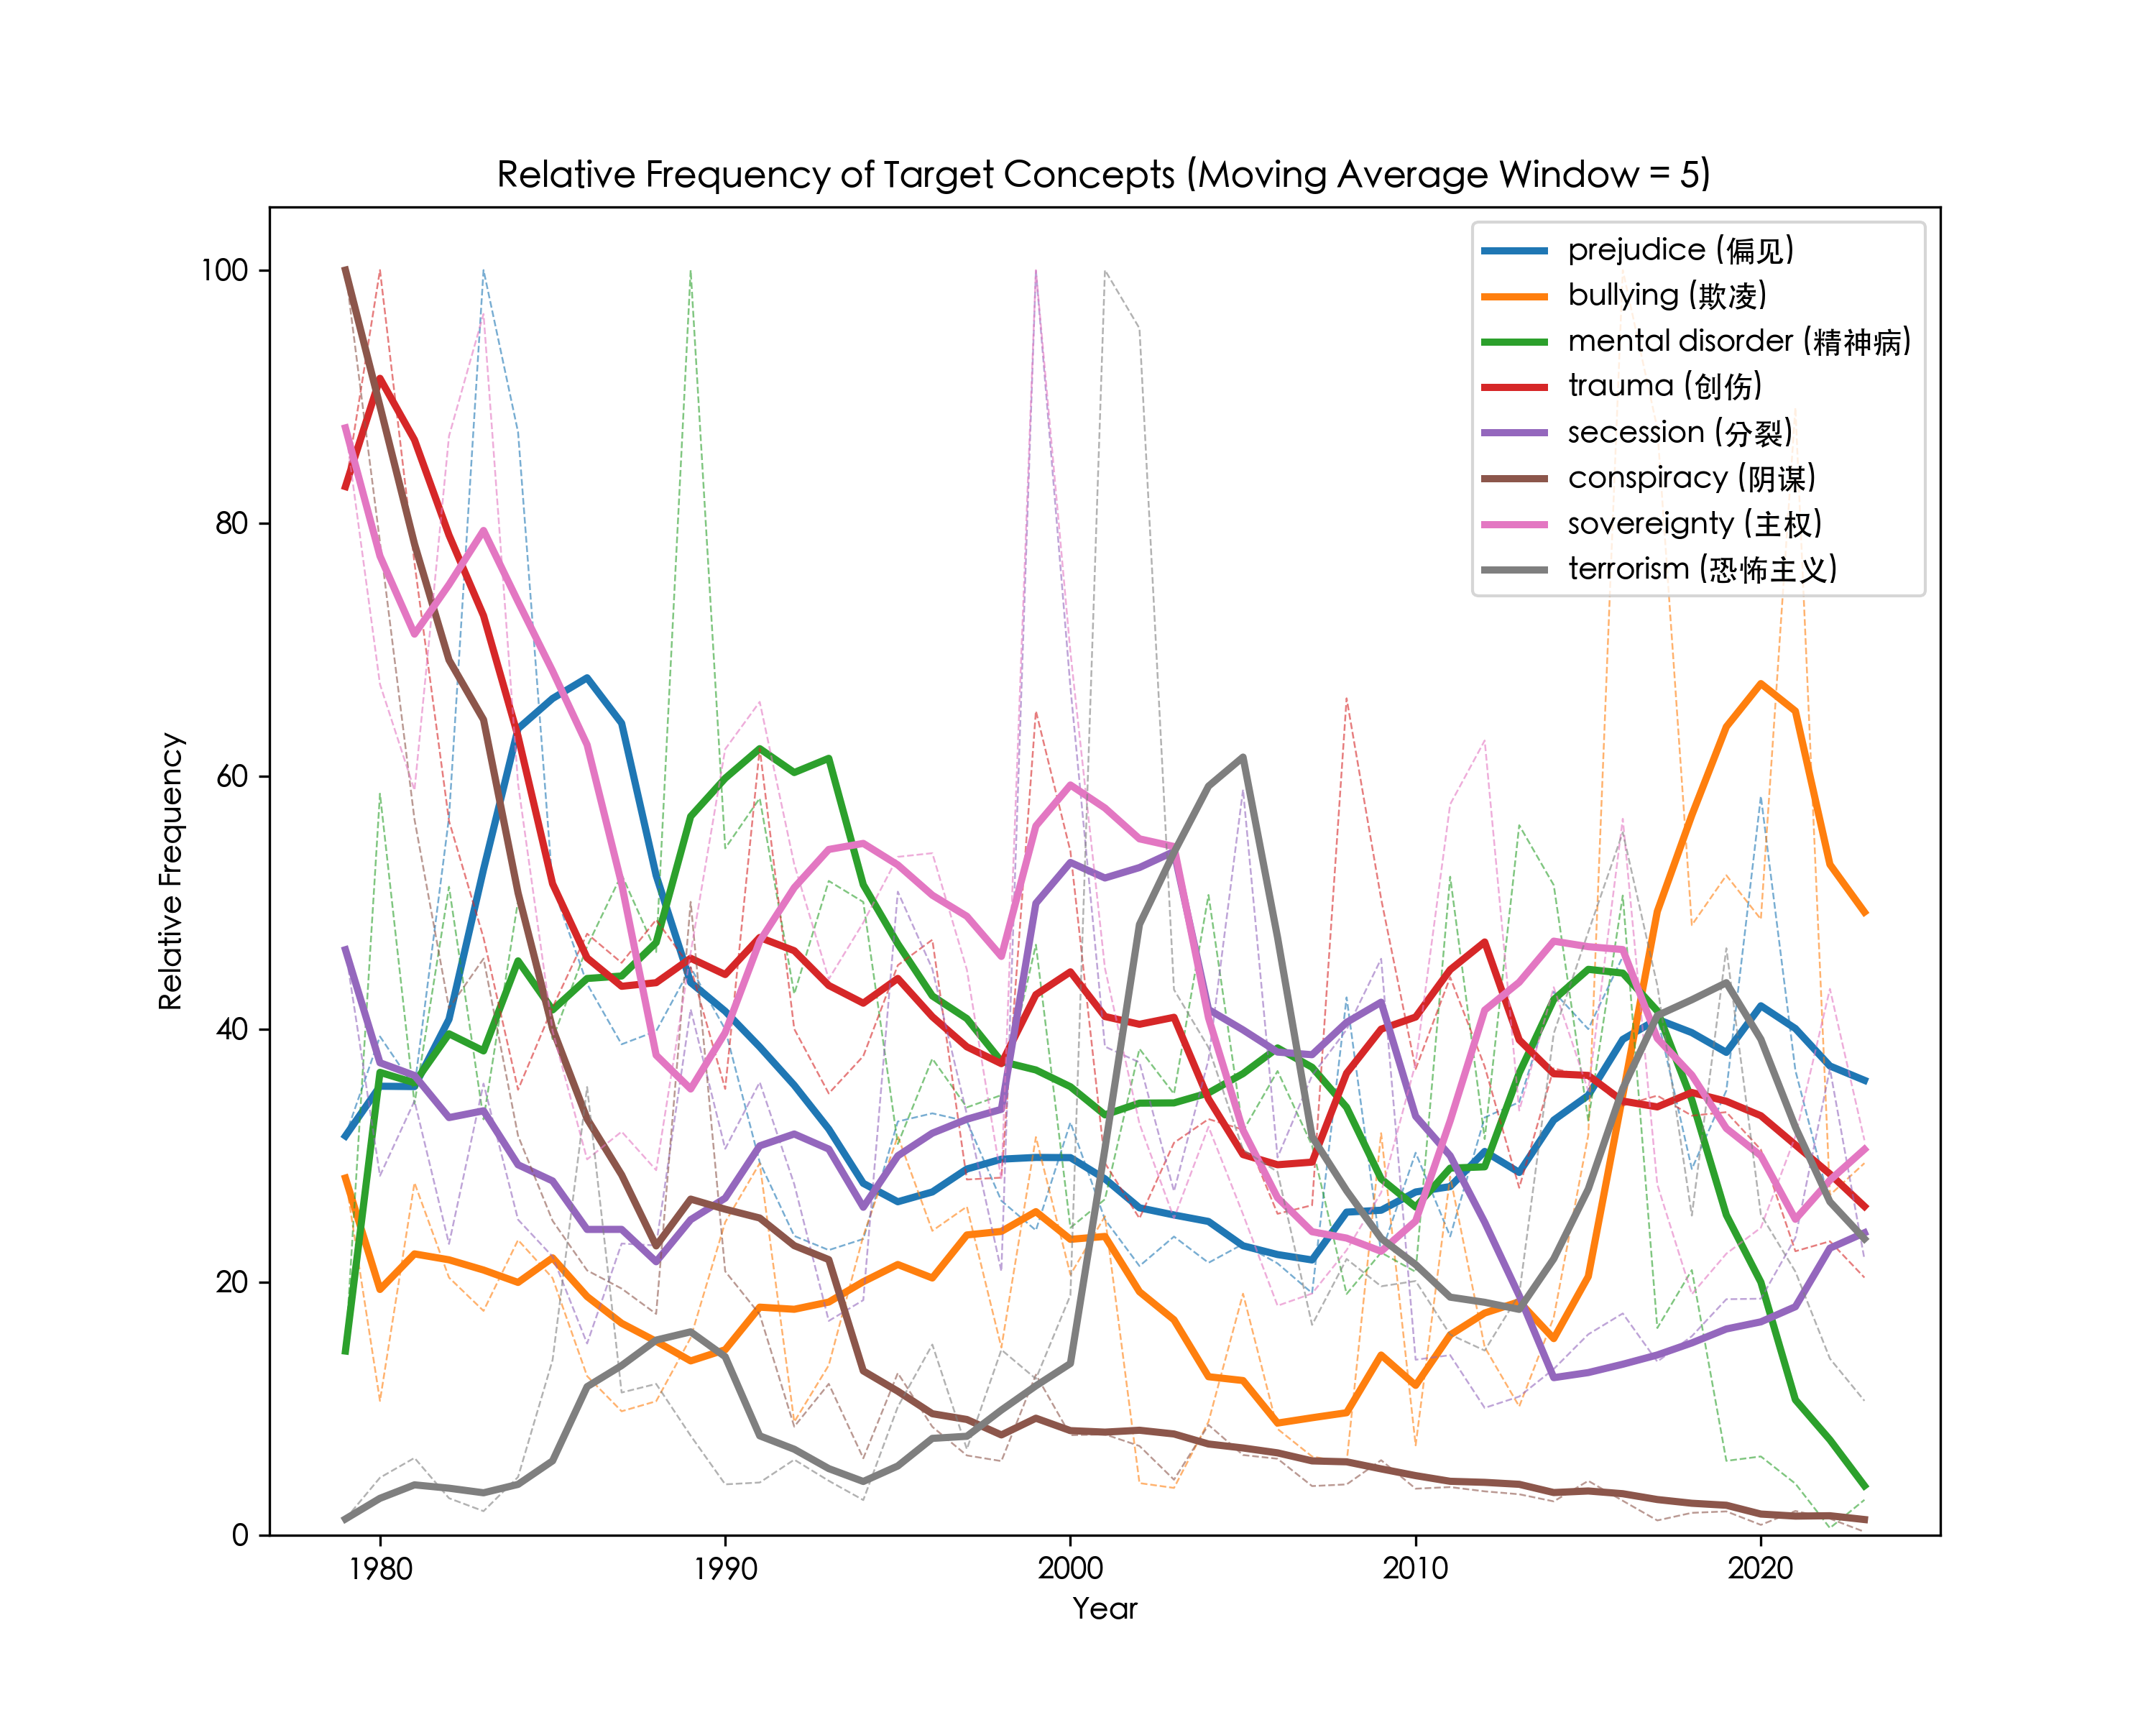 Relative Frequency of Target Concepts (Moving Average Window = 5)
prejudice (偏见)
bullying (欺凌)
mental disorder (精神病)
trauma (创伤)
secession (分裂)
conspiracy (阴谋)
sovereignty (主权)
terrorism (恐怖主义)
Relative Frequency
100
80
60
40
20
0
1980 1990 2000 2010 2020
Year